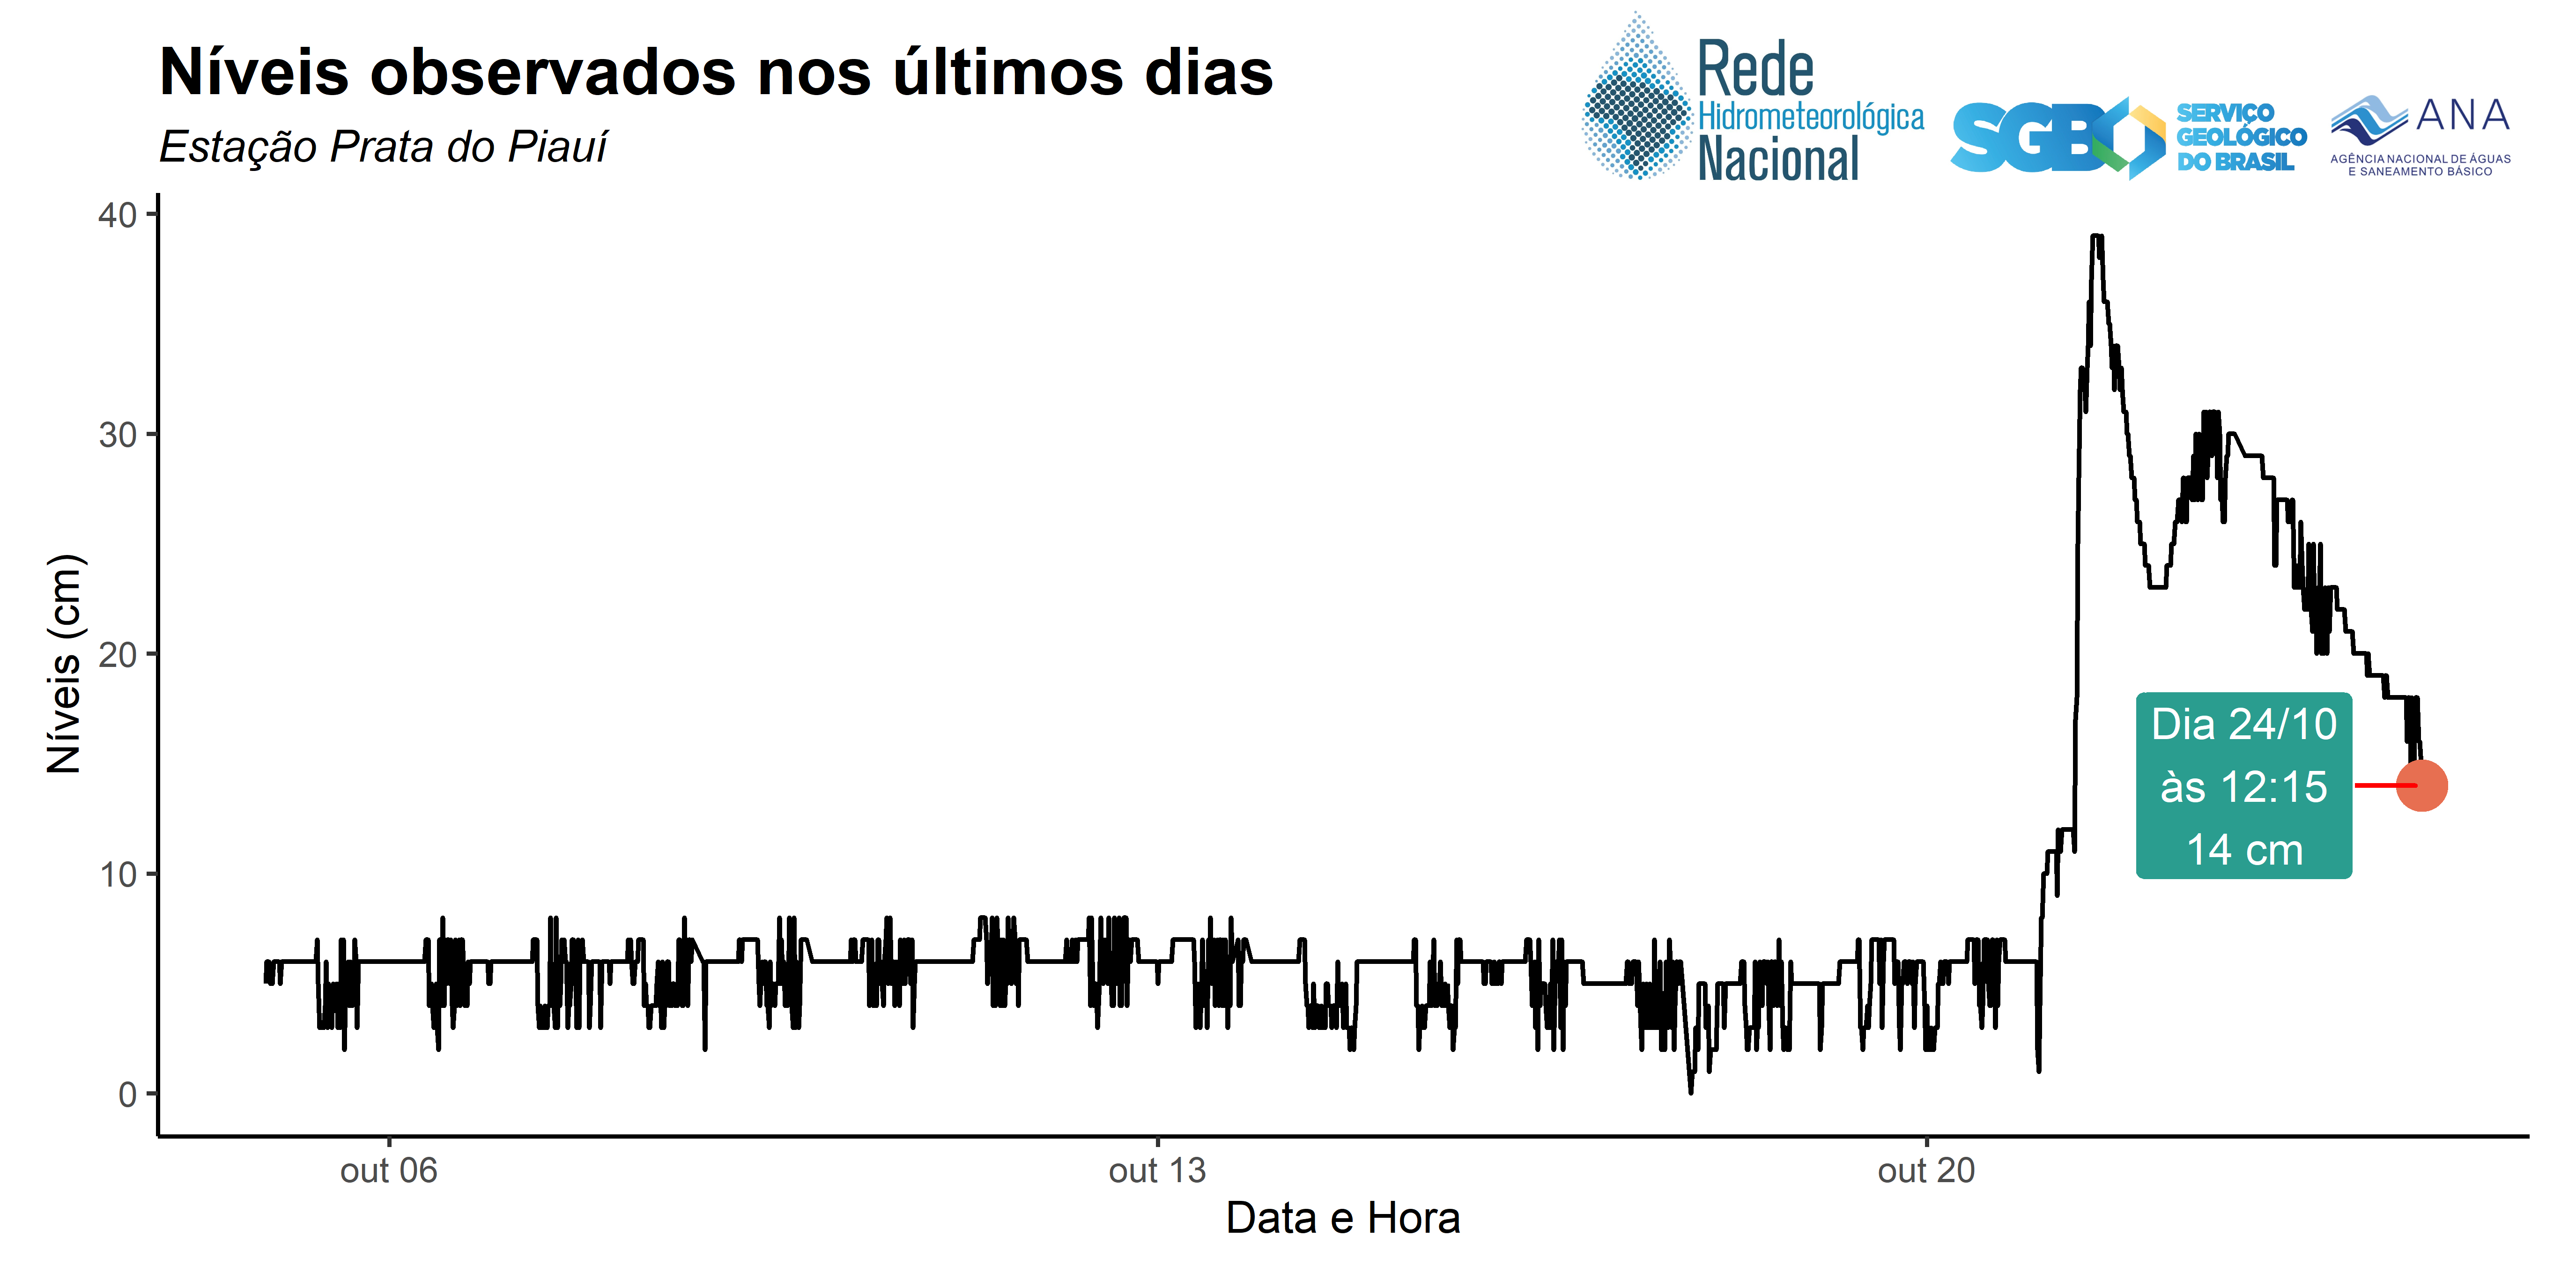 Níveis observados nos últimos dias
Estação Prata do Piauí
Rede
Hidrometeorológica
Nacional
SGB
SERVIÇO
GEOLÓGICO
DO BRASIL
ANA
AGÊNCIA NACIONAL DE ÁGUAS
E SANEAMENTO BÁSICO
40
30
20
10
0
Níveis (cm)
Dia 24/10
às 12:15
14 cm
out 06
out 13
out 20
Data e Hora